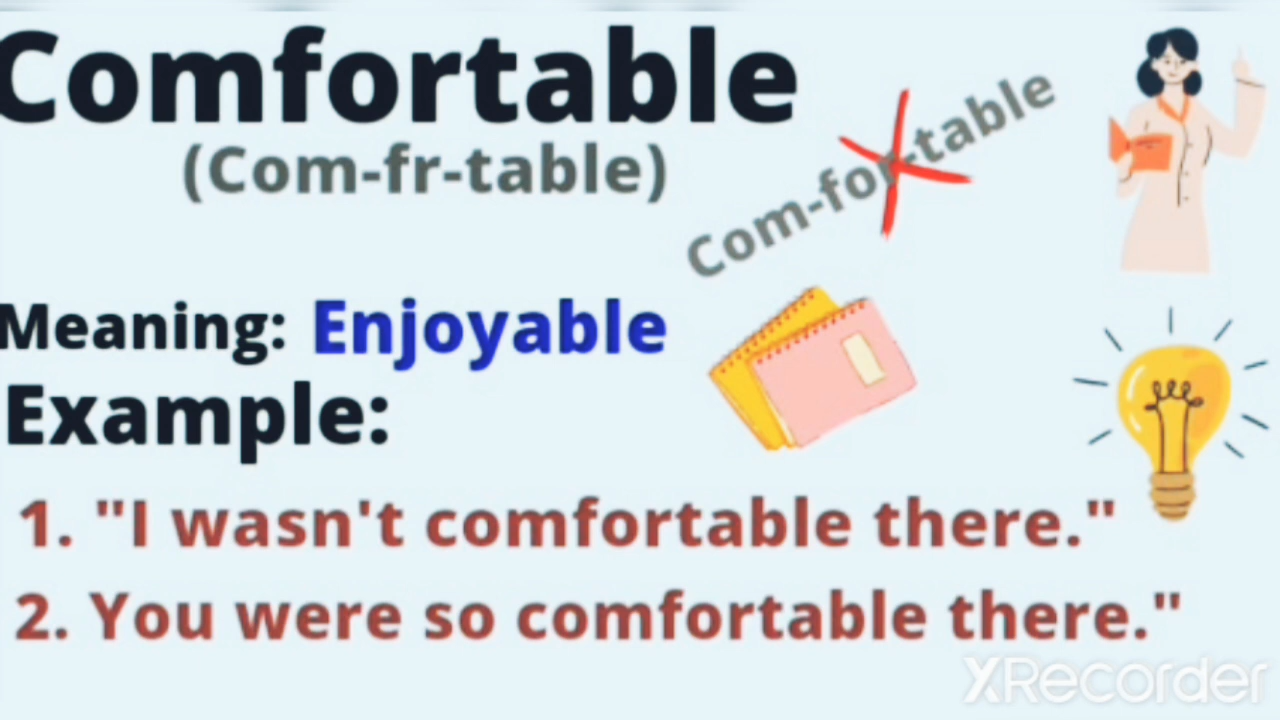 Comfortable
(Com-fr-table)
Com-for-table
Meaning: Enjoyable
Example:
1. "I wasn't comfortable there."
2. You were so comfortable there."
XRecorder